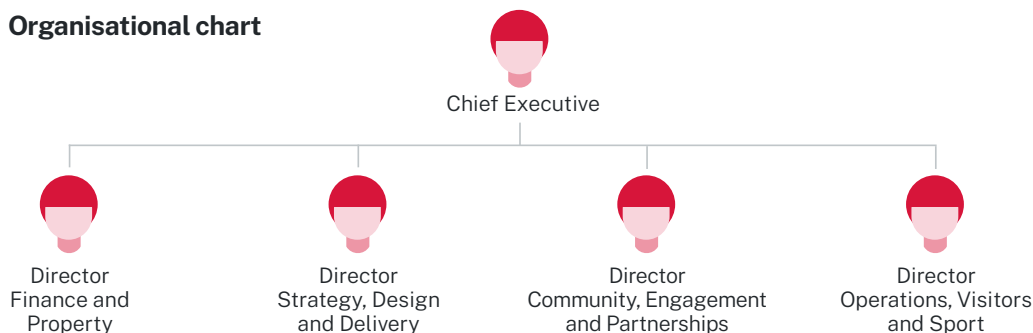 Organisational chart
Chief Executive
Director
Finance and
Property
Director
Strategy, Design
and Delivery
Director
Community, Engagement
and Partnerships
Director
Operations, Visitors
and Sport